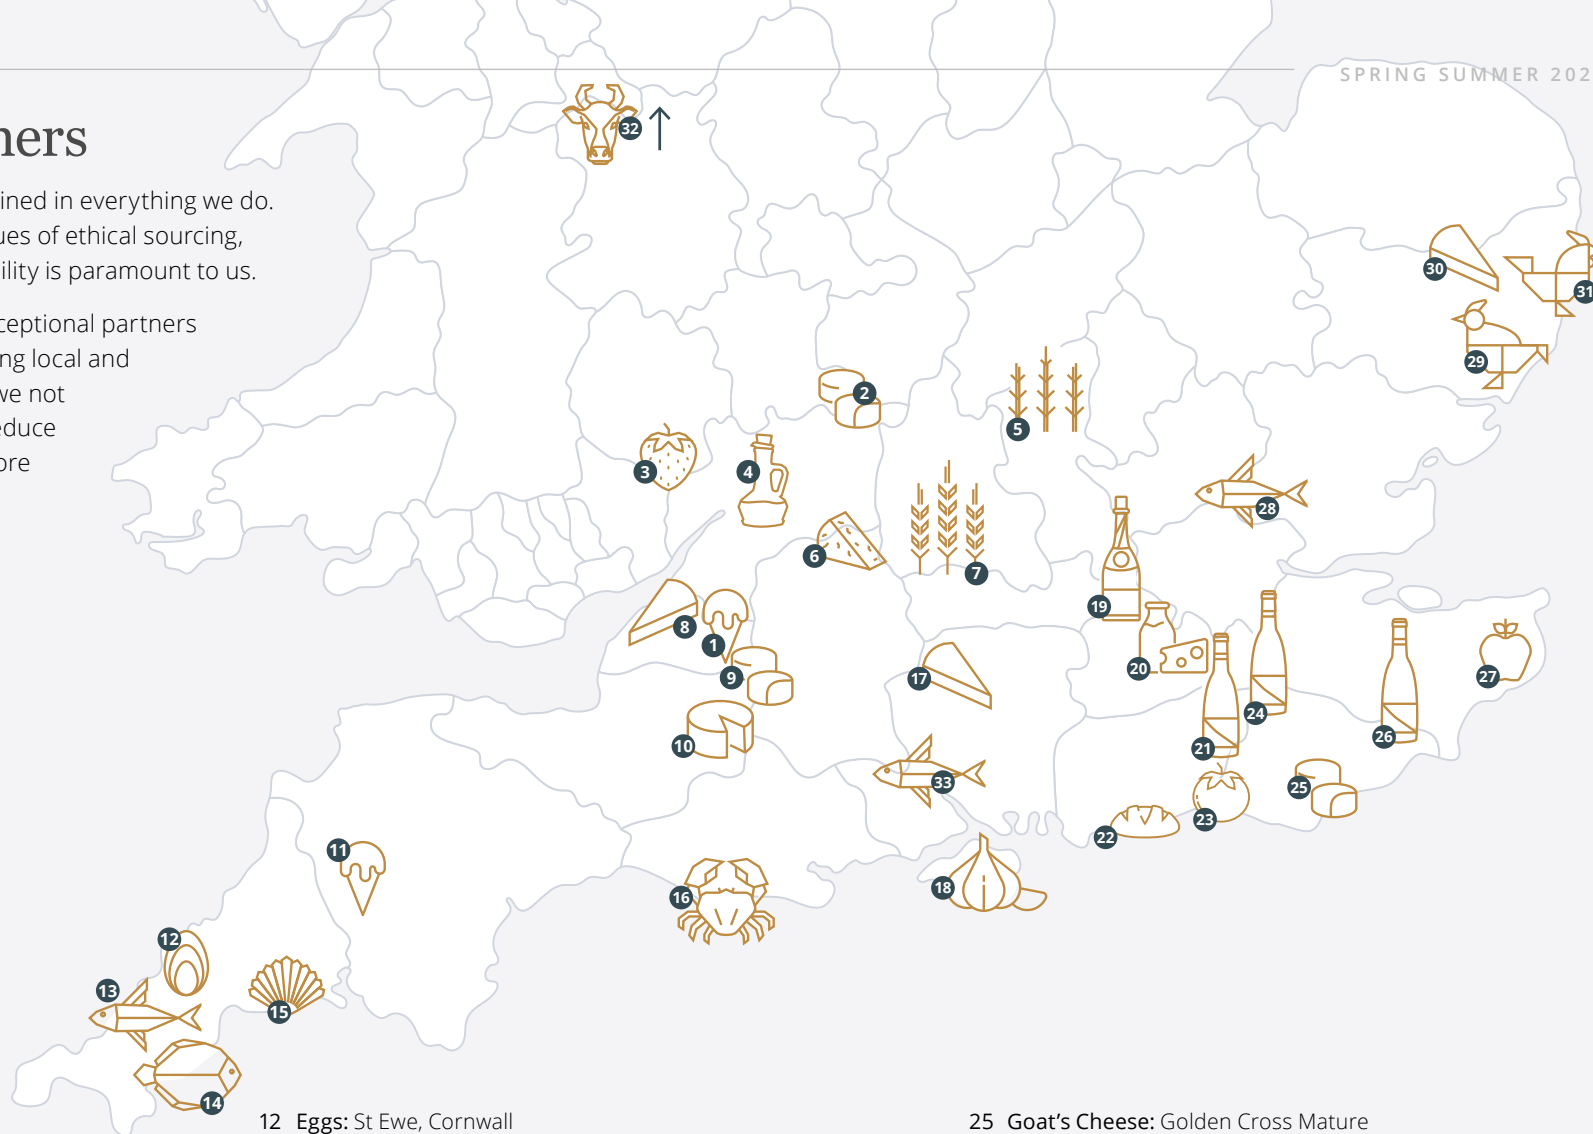 SPRING SUMMER 202
ners
ined in everything we do.
ues of ethical sourcing,
ility is paramount to us.
ceptional partners
ng local and
we not
educe
ore
32
30
31
29
2
5
3
4
28
6
7
19
8
1
20
9
17
27
24
10
26
21
33
25
23
22
11
18
16
12
13
15
14
12 Eggs: St Ewe, Cornwall
25 Goat's Cheese: Golden Cross Mature